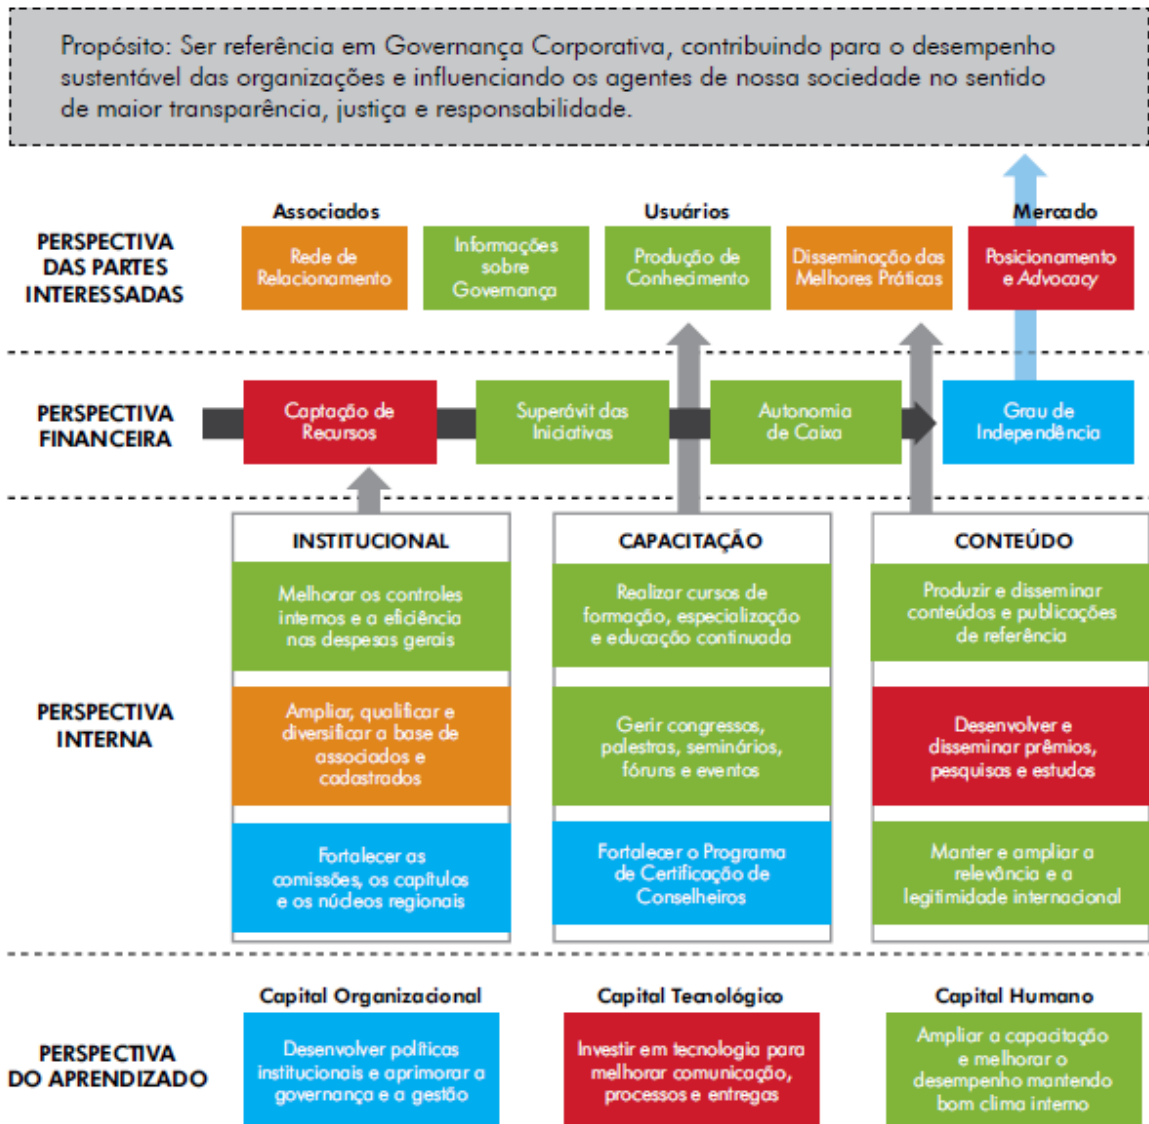 Propósito: Ser referência em Governança Corporativa, contribuindo para o desempenho
sustentável das organizações e influenciando os agentes de nossa sociedade no sentido
de maior transparência, justiça e responsabilidade.
PERSPECTIVA
DAS PARTES
INTERESSADAS
Associados
Usuários
Mercado
Rede de
Relacionamento
Informações
sobre
Governança
Produção de
Conhecimento
Disseminação das
Melhores Práticas
Posicionamento
e Advocacy
PERSPECTIVA
FINANCEIRA
Captação de
Recursos
Superávit das
Iniciativas
Autonomia
de Caixa
Grau de
Independência
PERSPECTIVA
INTERNA
INSTITUCIONAL
Melhorar os controles
internos e a eficiência
nas despesas gerais
Ampliar, qualificar e
diversificar a base de
associados e
cadastrados
Fortalecer as
comissões, os capítulos
e os núcleos regionais
CAPACITAÇÃO
Realizar cursos de
formação, especialização
e educação continuada
Gerir congressos,
palestras, seminários,
fóruns e eventos
Fortalecer o Programa
de Certificação de
Conselheiros
CONTEÚDO
Produzir e disseminar
conteúdos e publicações
de referência
Desenvolver e
disseminar prêmios,
pesquisas e estudos
Manter e ampliar a
relevância e a
legitimidade internacional
PERSPECTIVA
DO APRENDIZADO
Capital Organizacional
Desenvolver políticas
institucionais e aprimorar a
governança e a gestão
Capital Tecnológico
Investir em tecnologia para
melhorar comunicação,
processos e entregas
Capital Humano
Ampliar a capacitação
e melhorar o
desempenho mantendo
bom clima interno